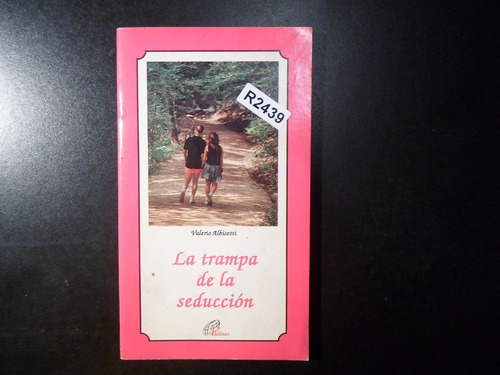 R2439
Valerio Albisetti
La trampa
de la
seducción
Paulinas